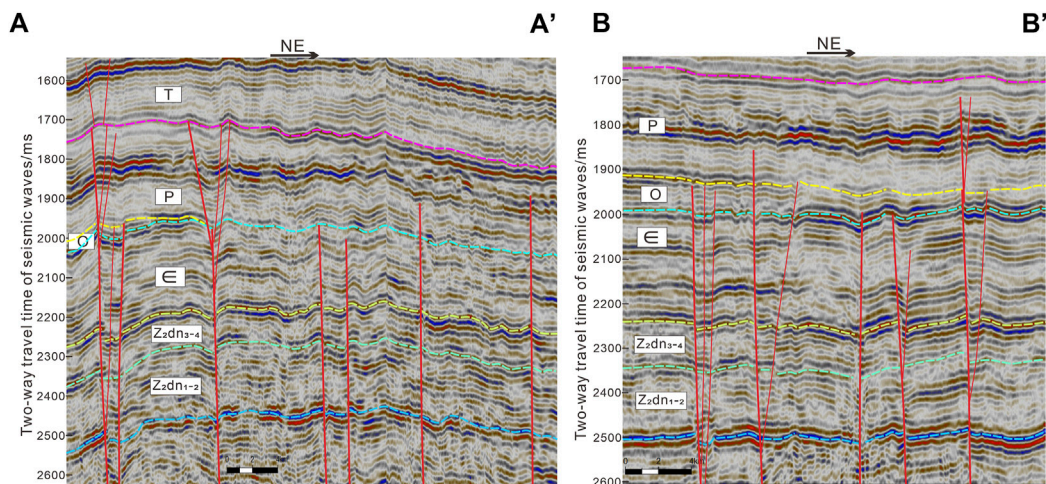 A
A'
B
B'
NE
NE
Two-way travel time of seismic waves/ms
1600
1700
1800
1900
2000
2100
2200
2300
2400
2500
2600
T
P
O
∈
Z₂dn₃₋₄
Z₂dn₁₋₂
Two-way travel time of seismic waves/ms
1700
1800
1900
2000
2100
2200
2300
2400
2500
2600
P
O
∈
Z₂dn₃₋₄
Z₂dn₁₋₂
0 2 4km